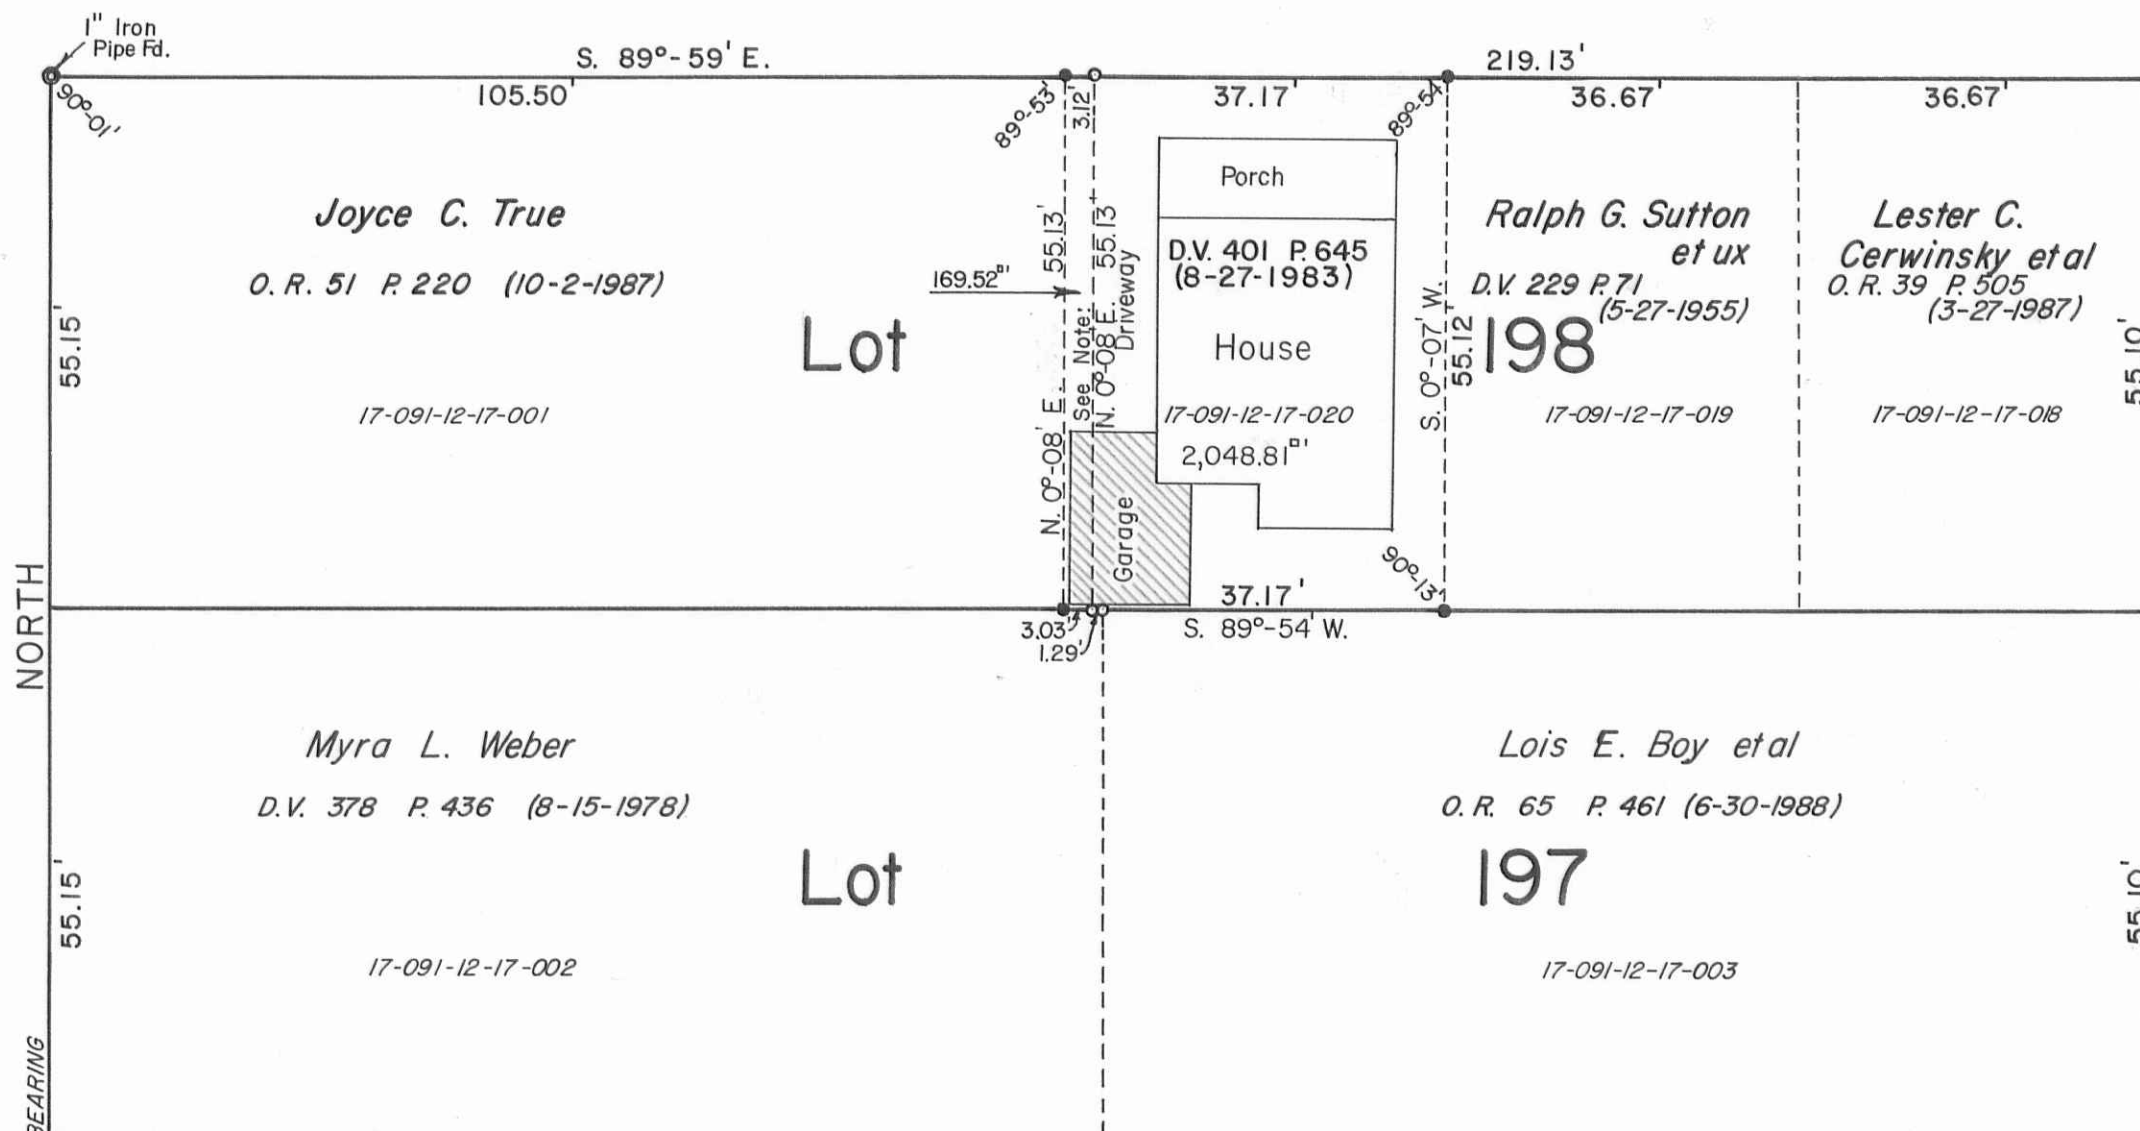 1" Iron
Pipe Fd.
S. 89°-59' E.
219.13'
90°-01'
105.50'
89°-53'
3.12'
37.17'
89°-54'
36.67'
36.67'
Porch
Joyce C. True
O. R. 51 P. 220 (10-2-1987)
55.15'
Lot
17-091-12-17-001
169.52□'
N. 0°-08' E. 55.13'
See Note:
N. 0°-08' E. 55.13'
Driveway
D.V. 401 P. 645
(8-27-1983)
House
17-091-12-17-020
2,048.81□'
Garage
S. 0°-07' W.
55.12'
90°-13'
Ralph G. Sutton
et ux
D.V. 229 P. 71
(5-27-1955)
198
17-091-12-17-019
Lester C.
Cerwinsky et al
O. R. 39 P. 505
(3-27-1987)
17-091-12-17-018
55.10'
NORTH
37.17'
S. 89°-54' W.
3.03'
1.29'
Myra L. Weber
D.V. 378 P. 436 (8-15-1978)
55.15'
Lot
17-091-12-17-002
Lois E. Boy et al
O. R. 65 P. 461 (6-30-1988)
197
17-091-12-17-003
55.10'
BEARING